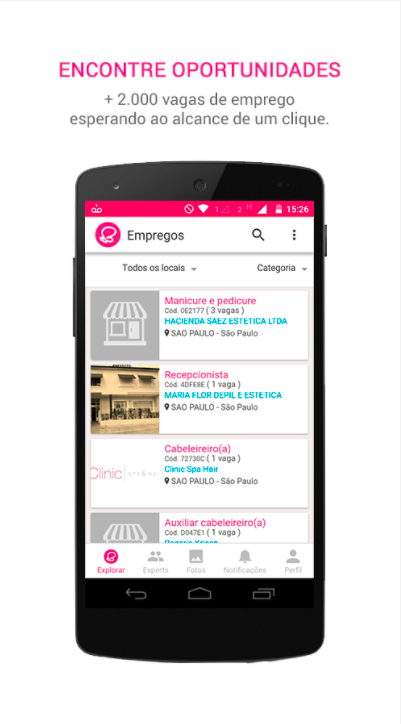 ENCONTRE OPORTUNIDADES
+ 2.000 vagas de emprego
esperando ao alcance de um clique.
15:26
Empregos
Todos os locais
Categoria
Manicure e pedicure
Cód. 0E2177 ( 3 vagas )
HACIENDA SAEZ ESTETICA LTDA
SAO PAULO - São Paulo
Recepcionista
Cód. 4DFE8E ( 1 vaga )
MARIA FLOR DEPIL E ESTETICA
SAO PAULO - São Paulo
Cabeleireiro(a)
Cód. 72730C ( 1 vaga )
Clinic Spa Hair
SAO PAULO - São Paulo
Clinic
Auxiliar cabeleireiro(a)
Cód. D047E1 ( 1 vaga )
Explorar
Experts
Fotos
Notificações
Perfil